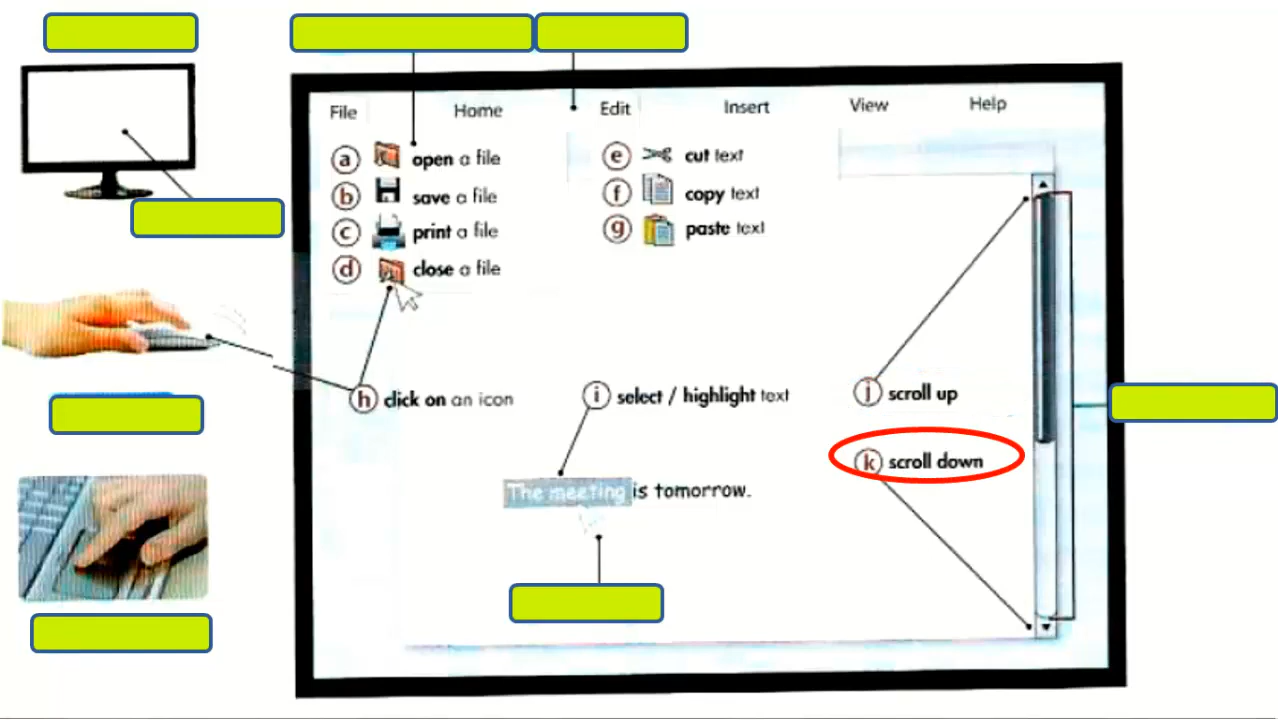 File Home Edit Insert View Help
a open a file
b save a file
c print a file
d close a file
e cut text
f copy text
g paste text
h click on an icon
i select / highlight text
j scroll up
k scroll down
The meeting is tomorrow.